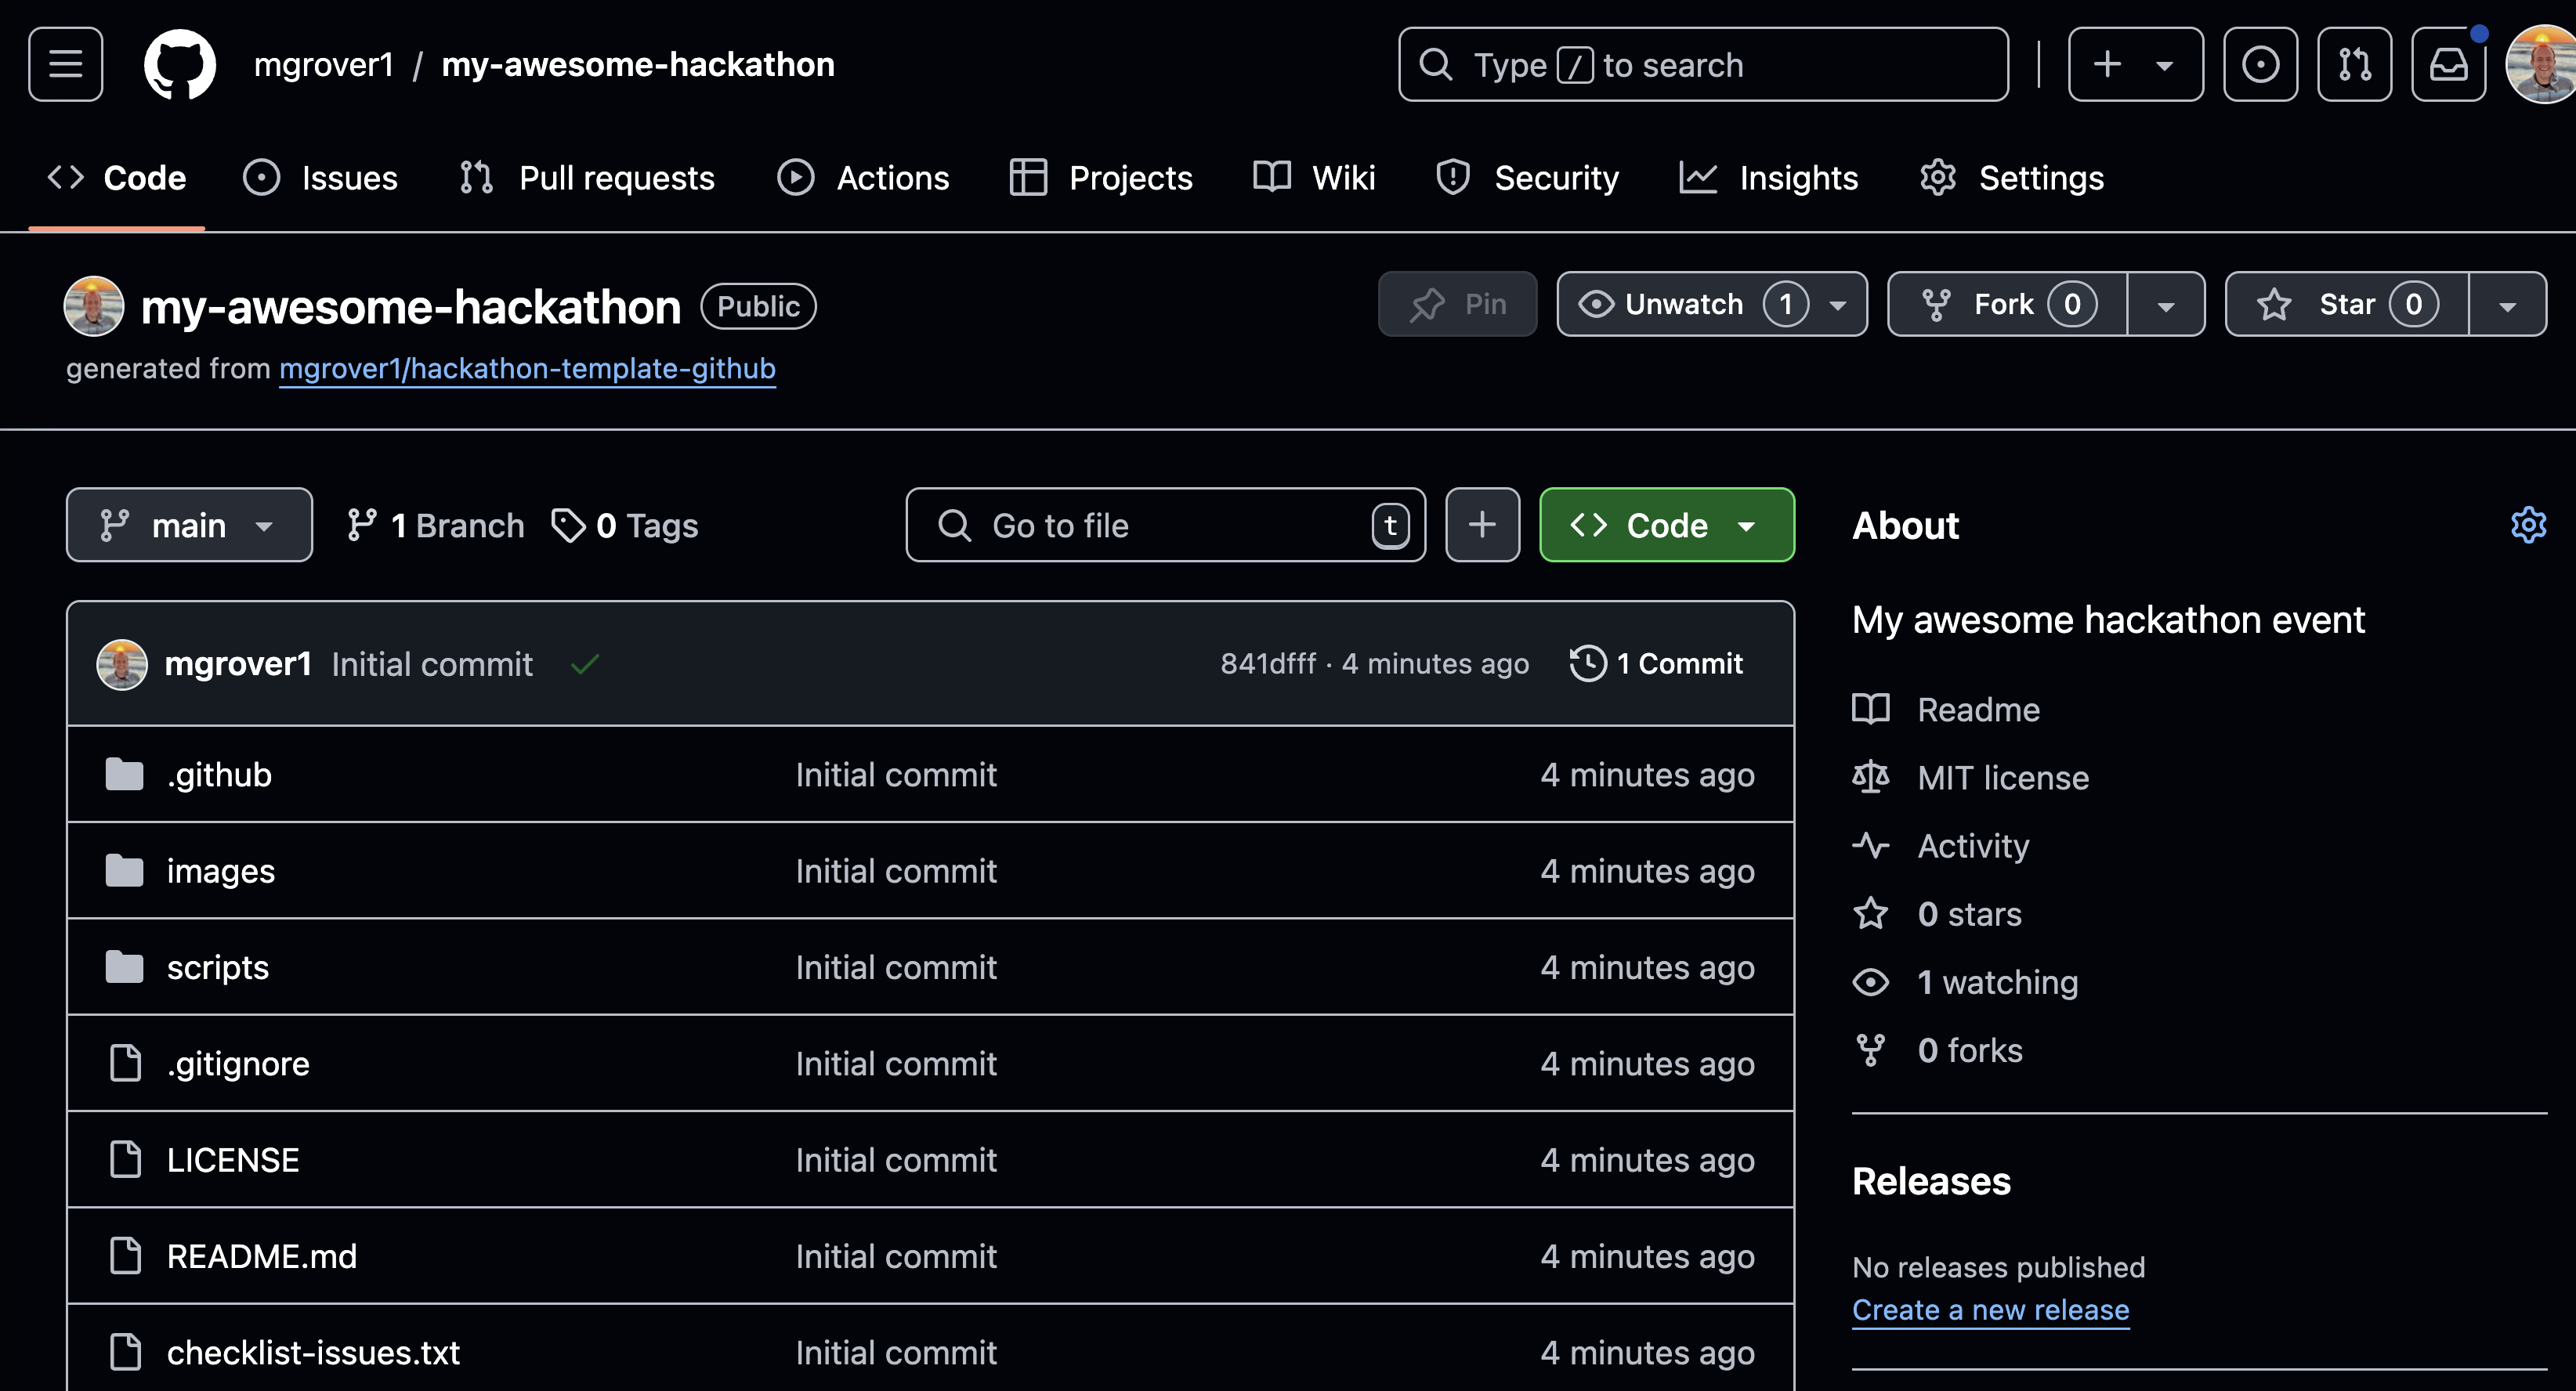 mgrover1 / my-awesome-hackathon
Type / to search
Code Issues Pull requests Actions Projects Wiki Security Insights Settings
my-awesome-hackathon Public
Pin Unwatch 1 Fork 0 Star 0
generated from mgrover1/hackathon-template-github
main 1 Branch 0 Tags
Go to file t
Code
mgrover1 Initial commit 841dfff · 4 minutes ago 1 Commit
.github Initial commit 4 minutes ago
images Initial commit 4 minutes ago
scripts Initial commit 4 minutes ago
.gitignore Initial commit 4 minutes ago
LICENSE Initial commit 4 minutes ago
README.md Initial commit 4 minutes ago
checklist-issues.txt Initial commit 4 minutes ago
About
My awesome hackathon event
Readme
MIT license
Activity
0 stars
1 watching
0 forks
Releases
No releases published
Create a new release